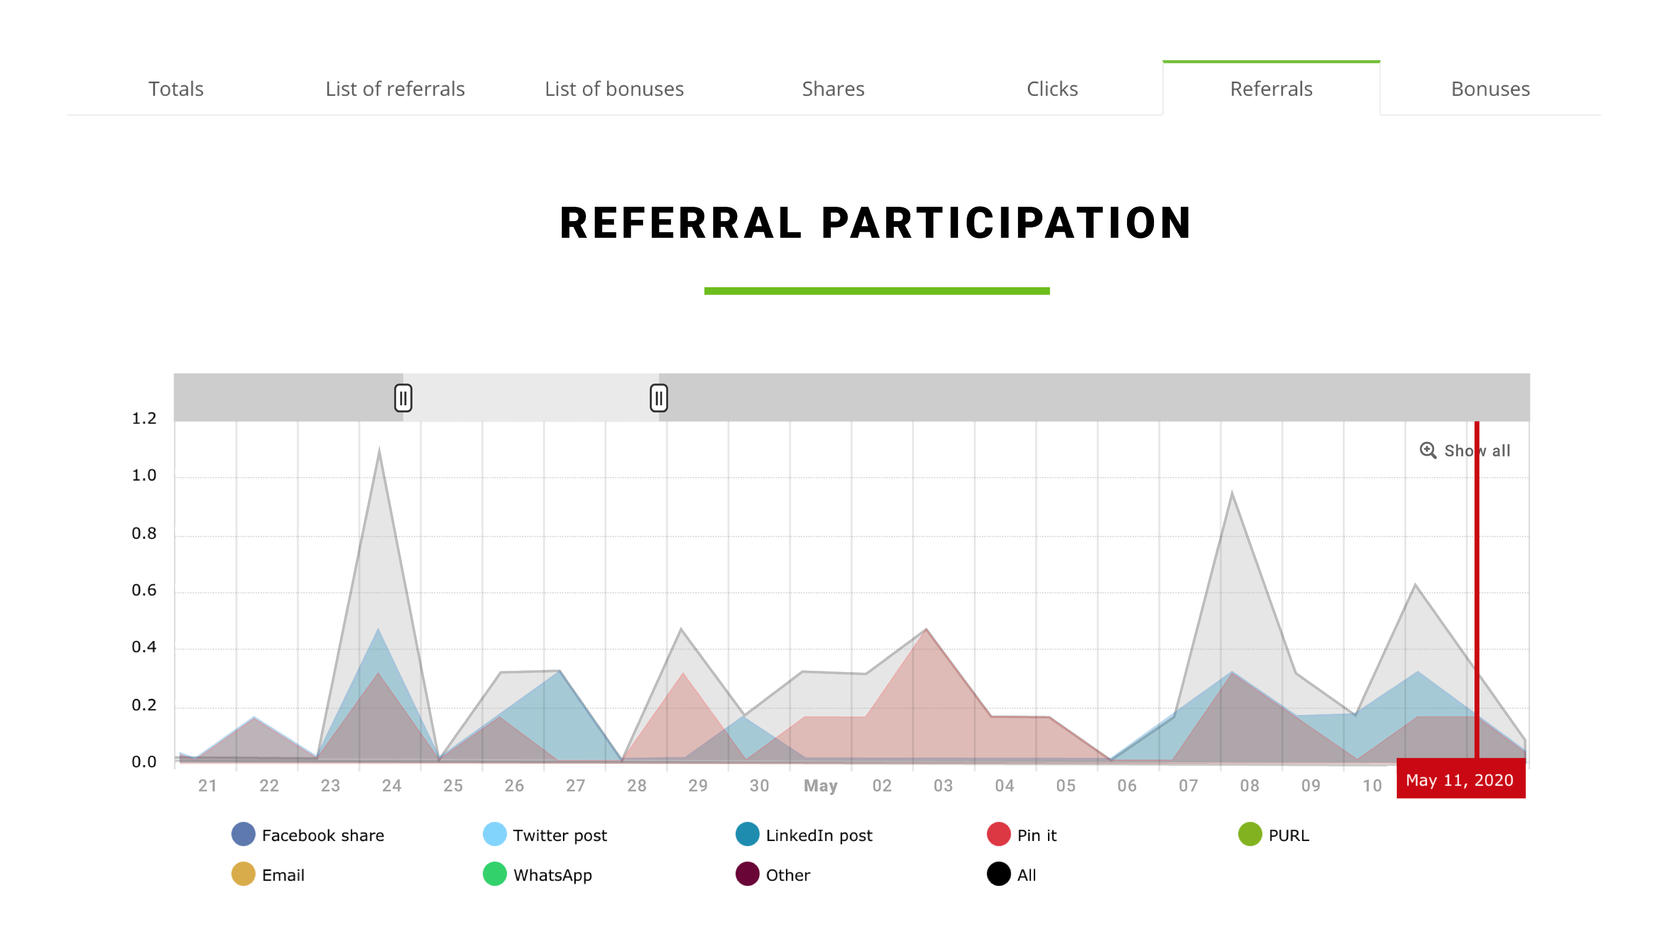 Totals List of referrals List of bonuses Shares Clicks Referrals Bonuses
REFERRAL PARTICIPATION
1.2
Show all
1.0
0.8
0.6
0.4
0.2
0.0
21 22 23 24 25 26 27 28 29 30 May 02 03 04 05 06 07 08 09 10 May 11, 2020
Facebook share Twitter post LinkedIn post Pin it PURL
Email WhatsApp Other All